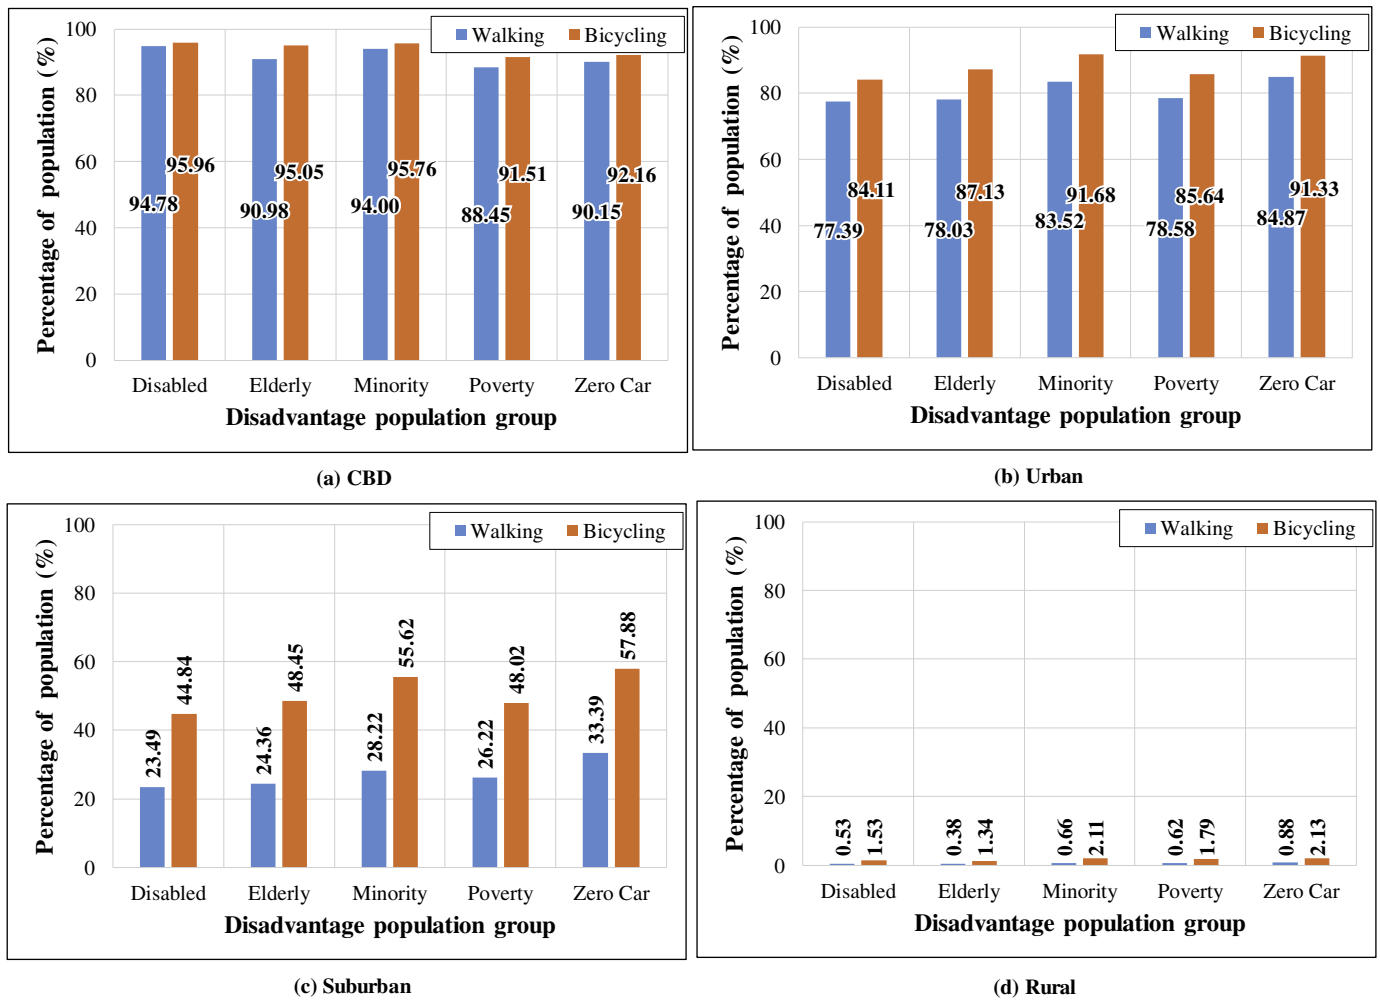 Percentage of population (%)
100
80
60
40
20
0
Walking Bicycling
95.96 95.05 95.76 91.51 92.16
94.78 90.98 94.00 88.45 90.15
Disabled Elderly Minority Poverty Zero Car
Disadvantage population group
(a) CBD
Percentage of population (%)
100
80
60
40
20
0
Walking Bicycling
84.11 87.13 91.68 85.64 91.33
77.39 78.03 83.52 78.58 84.87
Disabled Elderly Minority Poverty Zero Car
Disadvantage population group
(b) Urban
Percentage of population (%)
100
80
60
40
20
0
Walking Bicycling
23.49 44.84 24.36 48.45 28.22 55.62 26.22 48.02 33.39 57.88
Disabled Elderly Minority Poverty Zero Car
Disadvantage population group
(c) Suburban
Percentage of population (%)
100
80
60
40
20
0
Walking Bicycling
0.53 1.53 0.38 1.34 0.66 2.11 0.62 1.79 0.88 2.13
Disabled Elderly Minority Poverty Zero Car
Disadvantage population group
(d) Rural